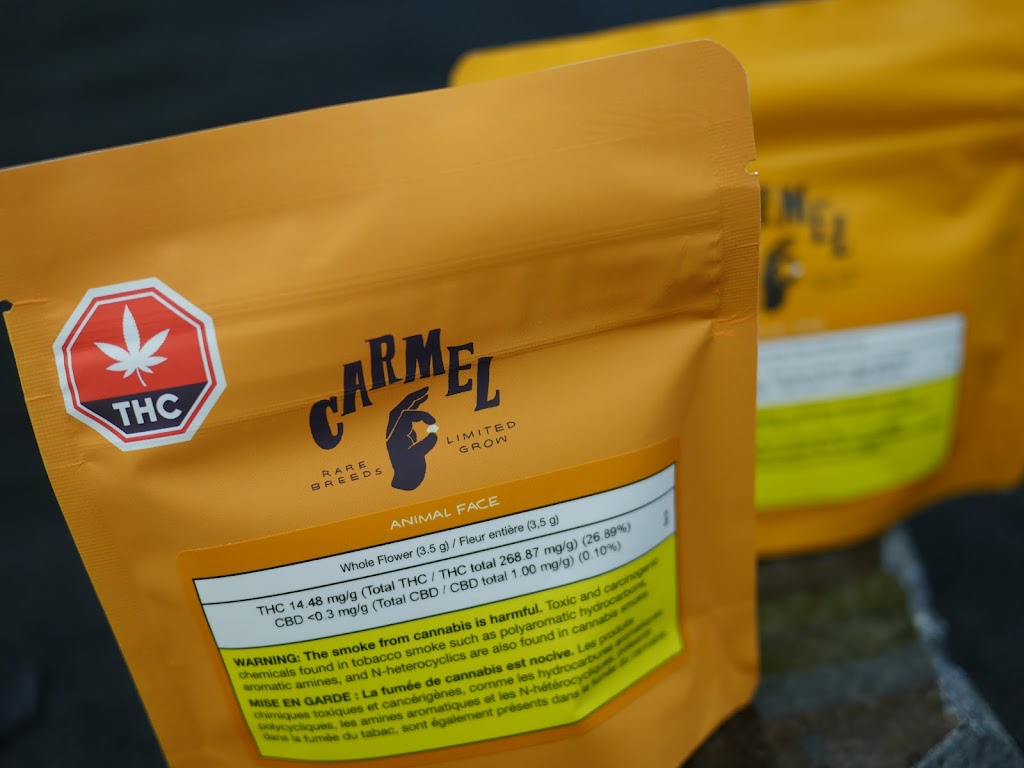 THC
CARMEL
RARE BREEDS
LIMITED GROW
ANIMAL FACE
Whole Flower (3.5 g) / Fleur entière (3,5 g)
THC 14.48 mg/g (Total THC / THC total 268.87 mg/g) (26.89%)
CBD <0.3 mg/g (Total CBD / CBD total 1.00 mg/g) (0.10%)
WARNING: The smoke from cannabis is harmful. Toxic and carcinogenic
chemicals found in tobacco smoke such as polyaromatic hydrocarbons,
aromatic amines, and N-heterocyclics are also found in cannabis smoke.
MISE EN GARDE : La fumée de cannabis est nocive. Les produits
chimiques toxiques et cancérigènes, comme les hydrocarbures aromatiques
polycycliques, les amines aromatiques et les N-hétérocycliques, présents
dans la fumée du tabac, sont également présents dans la fumée du cannabis.
RMEL